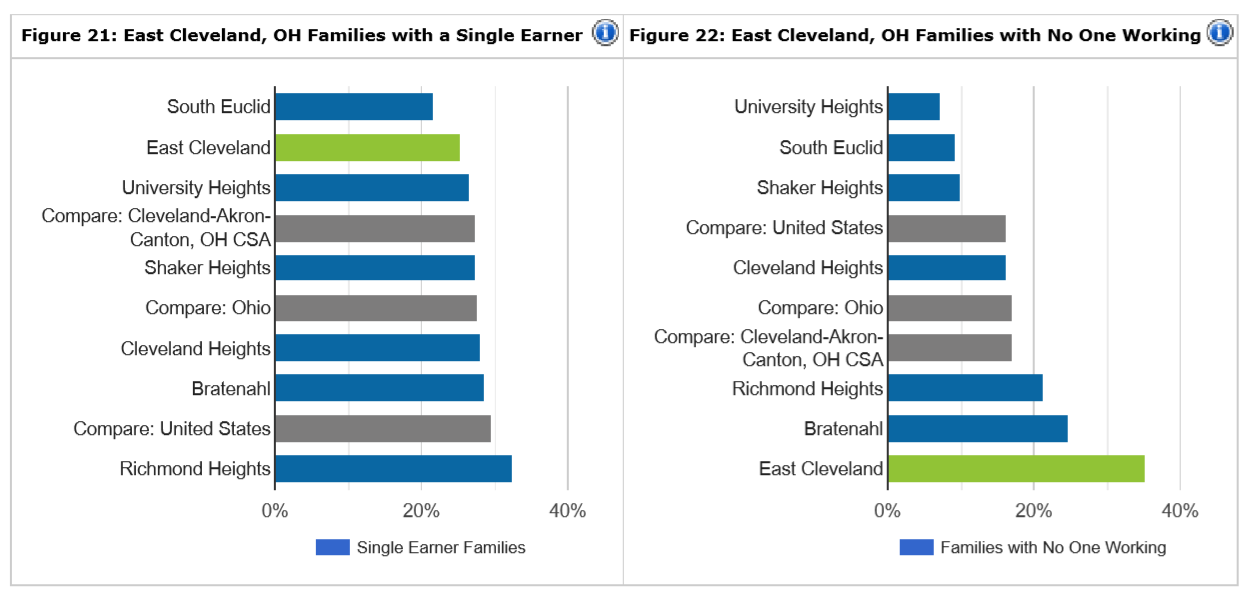 Figure 21: East Cleveland, OH Families with a Single Earner
South Euclid
East Cleveland
University Heights
Compare: Cleveland-Akron-
Canton, OH CSA
Shaker Heights
Compare: Ohio
Cleveland Heights
Bratenahl
Compare: United States
Richmond Heights
0% 20% 40%
Single Earner Families
Figure 22: East Cleveland, OH Families with No One Working
University Heights
South Euclid
Shaker Heights
Compare: United States
Cleveland Heights
Compare: Ohio
Compare: Cleveland-Akron-
Canton, OH CSA
Richmond Heights
Bratenahl
East Cleveland
0% 20% 40%
Families with No One Working